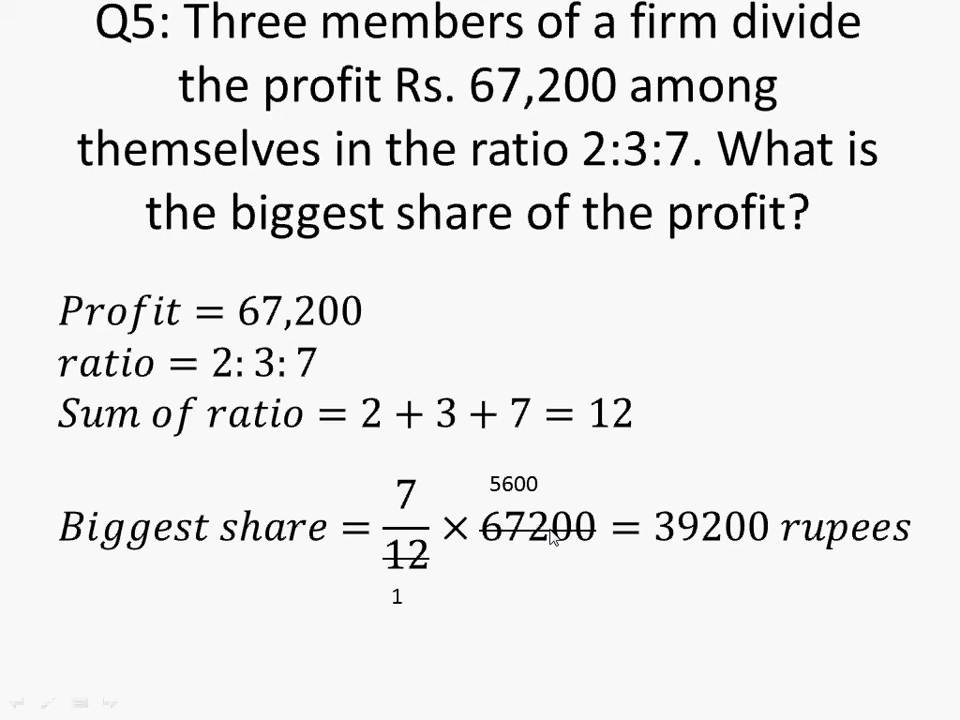 Q5: Three members of a firm divide
the profit Rs. 67,200 among
themselves in the ratio 2:3:7. What is
the biggest share of the profit?
Profit = 67,200
ratio = 2: 3: 7
Sum of ratio = 2 + 3 + 7 = 12
5600
Biggest share = 7/12 × 67200 = 39200 rupees
1